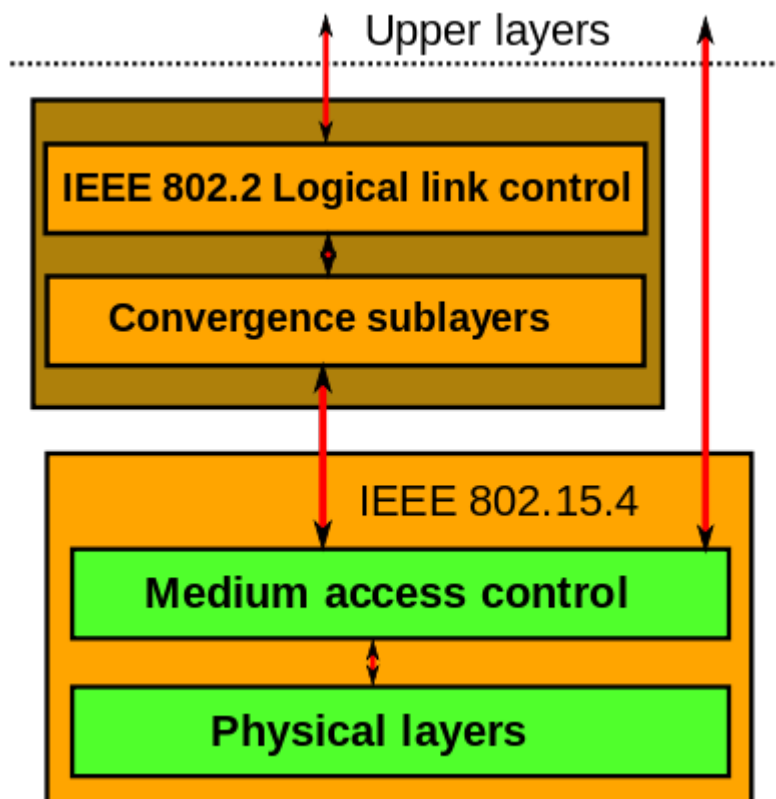 Upper layers
IEEE 802.2 Logical link control
Convergence sublayers
IEEE 802.15.4
Medium access control
Physical layers